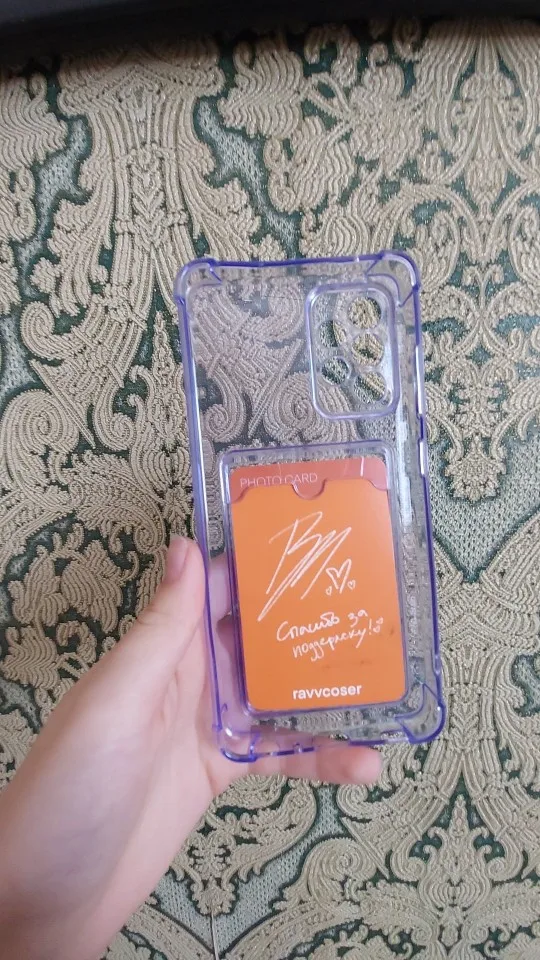 PHOTO CARD
Спасибо за
поддержку!
ravvcoser